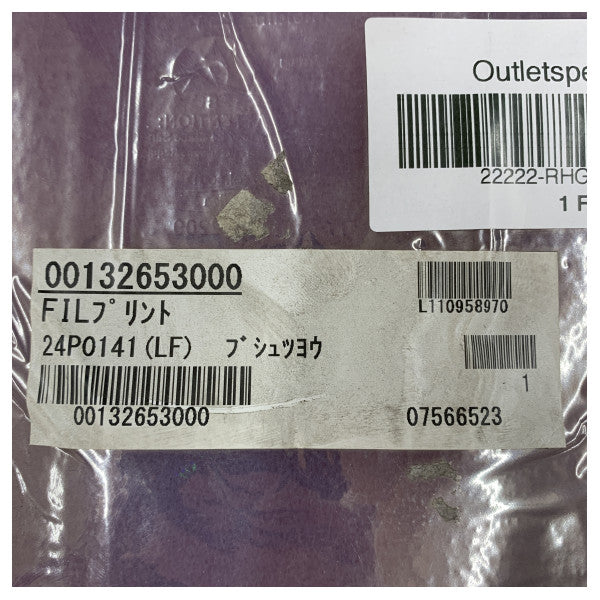 Outletspe
22222-RHG
1 F
00132653000
FILﾌﾟﾘﾝﾄ
L110958970
24P0141(LF) ﾌﾞｼｭﾂﾖｳ
1
00132653000
07566523